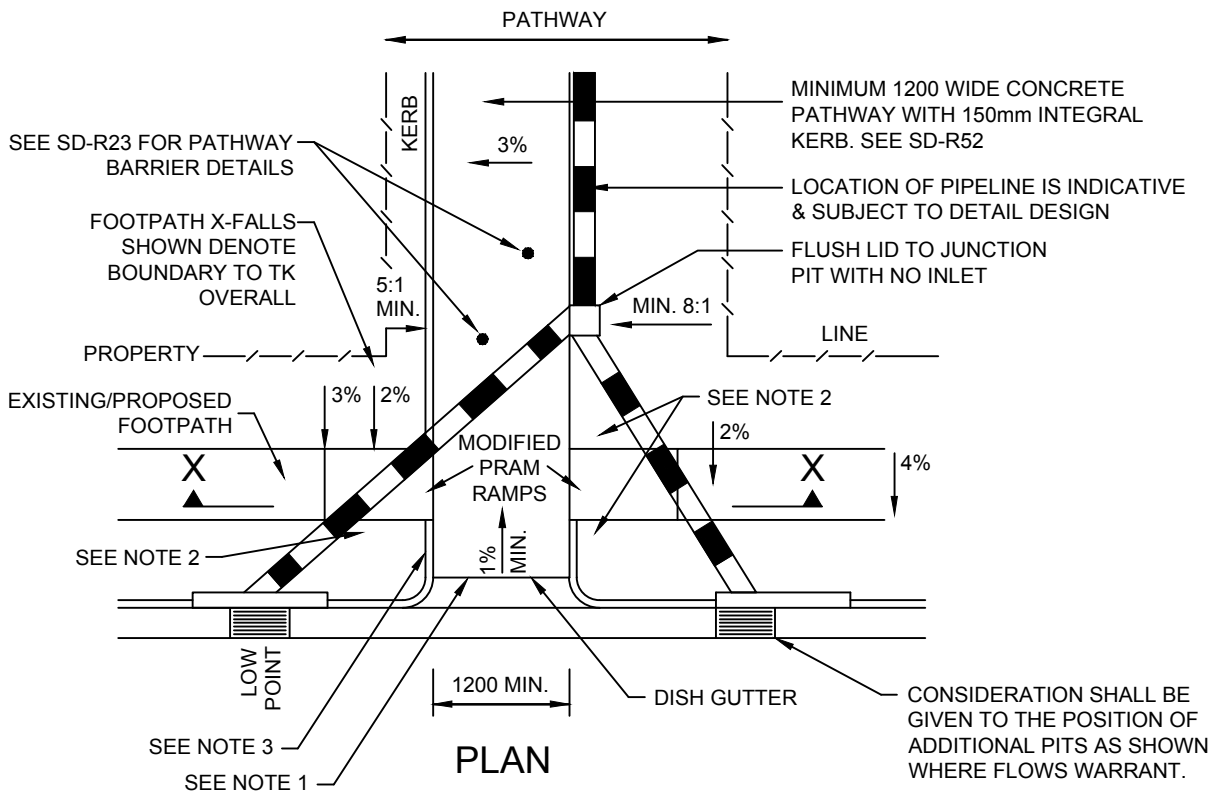 PATHWAY
MINIMUM 1200 WIDE CONCRETE
PATHWAY WITH 150mm INTEGRAL
KERB. SEE SD-R52
KERB
SEE SD-R23 FOR PATHWAY
BARRIER DETAILS
3%
LOCATION OF PIPELINE IS INDICATIVE
& SUBJECT TO DETAIL DESIGN
FOOTPATH X-FALLS
SHOWN DENOTE
BOUNDARY TO TK
OVERALL
FLUSH LID TO JUNCTION
PIT WITH NO INLET
5:1
MIN.
MIN. 8:1
PROPERTY
LINE
EXISTING/PROPOSED
FOOTPATH
3%
2%
SEE NOTE 2
2%
4%
X
MODIFIED
PRAM
RAMPS
X
SEE NOTE 2
1%
MIN.
LOW
POINT
1200 MIN.
DISH GUTTER
CONSIDERATION SHALL BE
GIVEN TO THE POSITION OF
ADDITIONAL PITS AS SHOWN
WHERE FLOWS WARRANT.
SEE NOTE 3
SEE NOTE 1
PLAN